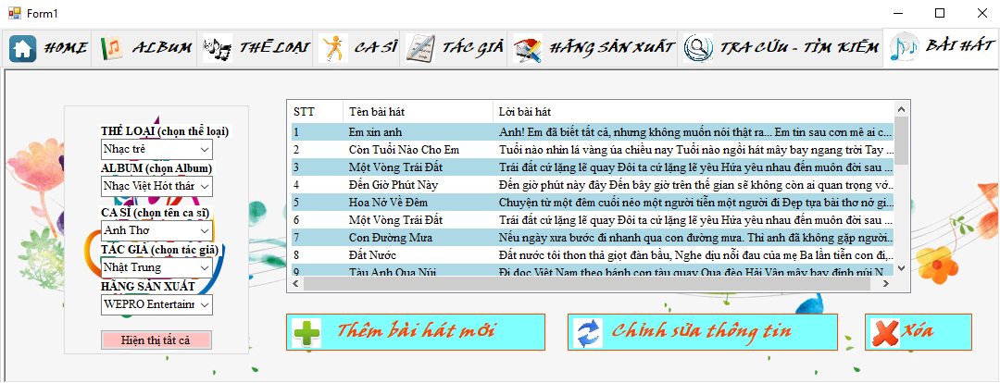 Form1
HOME ALBUM THỂ LOẠI CA SĨ TÁC GIẢ HÃNG SẢN XUẤT TRA CỨU - TÌM KIẾM BÀI HÁT
THỂ LOẠI (chọn thể loại)
Nhạc trẻ
ALBUM (chọn Album)
Nhạc Việt Hót thán
CA SĨ (chọn tên ca sĩ)
Anh Thơ
TÁC GIẢ (chọn tác giả)
Nhật Trung
HÃNG SẢN XUẤT
WEPRO Entertainn
Hiện thị tất cả
STT Tên bài hát Lời bài hát
1 Em xin anh Anh! Em đã biết tất cả, nhưng không muốn nói thật ra... Em tin sau cơn mê ai c...
2 Còn Tuổi Nào Cho Em Tuổi nào nhìn lá vàng úa chiều nay Tuổi nào ngồi hát mây bay ngang trời Tay ...
3 Một Vòng Trái Đất Trái đất cứ lặng lẽ quay Đôi ta cứ lặng lẽ yêu Hứa yêu nhau đến muôn đời sau ...
4 Đến Giờ Phút Này Đến giờ phút này đây Đến bây giờ trên thế gian sẽ không còn ai quan trọng vớ...
5 Hoa Nở Về Đêm Chuyện từ một đêm cuối nẻo một người tiễn một người đi Đẹp tựa bài thơ nở gi...
6 Một Vòng Trái Đất Trái đất cứ lặng lẽ quay Đôi ta cứ lặng lẽ yêu Hứa yêu nhau đến muôn đời sau ...
7 Con Đường Mưa Nếu ngày xưa bước đi nhanh qua con đường mưa. Thì anh đã không gặp người...
8 Đất Nước Đất nước tôi thon thả giọt đàn bầu, Nghe dịu nỗi đau của mẹ Ba lần tiễn con đi,...
9 Tàu Anh Qua Núi Đi dọc Việt Nam theo bánh con tàu quay Qua đèo Hải Vân mây bay đỉnh núi N...
Thêm bài hát mới Chỉnh sửa thông tin Xóa